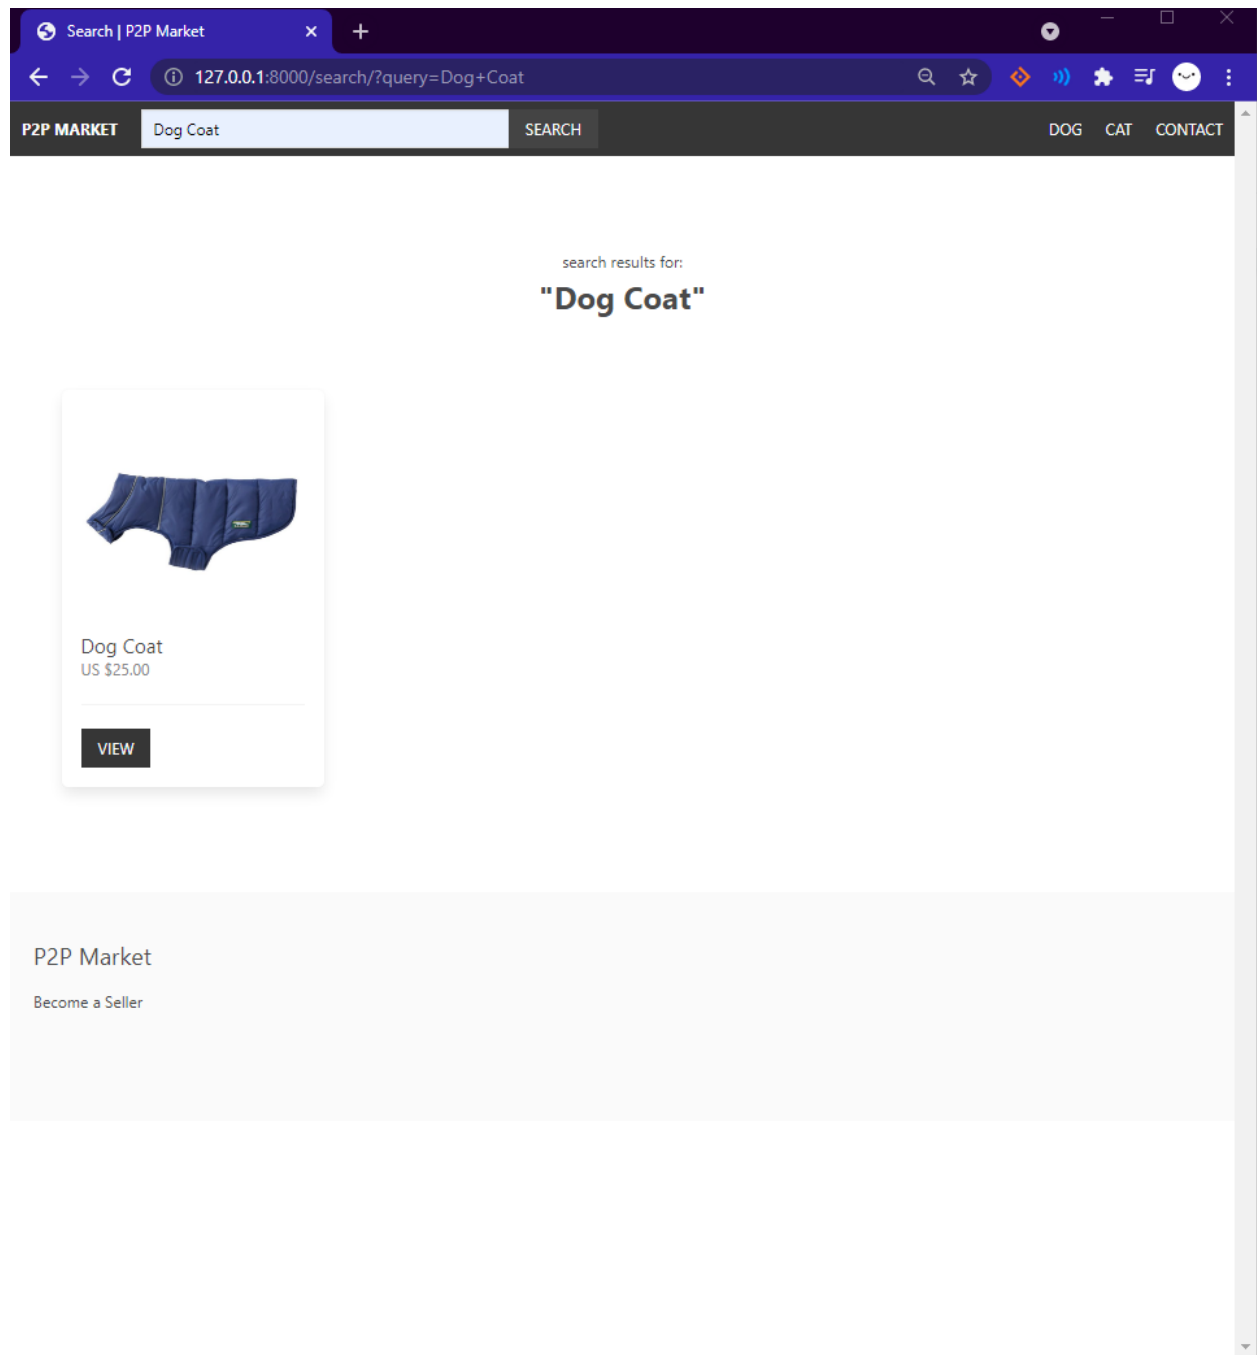 Search | P2P Market
127.0.0.1:8000/search/?query=Dog+Coat
P2P MARKET Dog Coat SEARCH DOG CAT CONTACT
search results for:
"Dog Coat"
Dog Coat
US $25.00
VIEW
P2P Market
Become a Seller